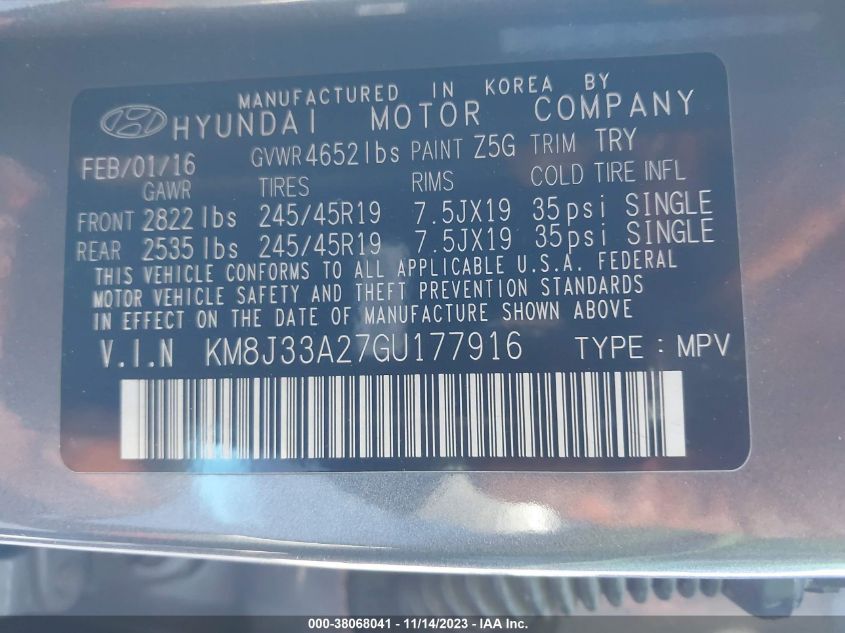 MANUFACTURED IN KOREA BY
HYUNDAI MOTOR COMPANY
FEB/01/16 GVWR 4652 lbs PAINT Z5G TRIM TRY
GAWR TIRES RIMS COLD TIRE INFL
FRONT 2822 lbs 245/45R19 7.5JX19 35psi SINGLE
REAR 2535 lbs 245/45R19 7.5JX19 35psi SINGLE
THIS VEHICLE CONFORMS TO ALL APPLICABLE U.S.A. FEDERAL
MOTOR VEHICLE SAFETY AND THEFT PREVENTION STANDARDS
IN EFFECT ON THE DATE OF MANUFACTURE SHOWN ABOVE
V.I.N KM8J33A27GU177916 TYPE : MPV
000-38068041 - 11/14/2023 - IAA Inc.